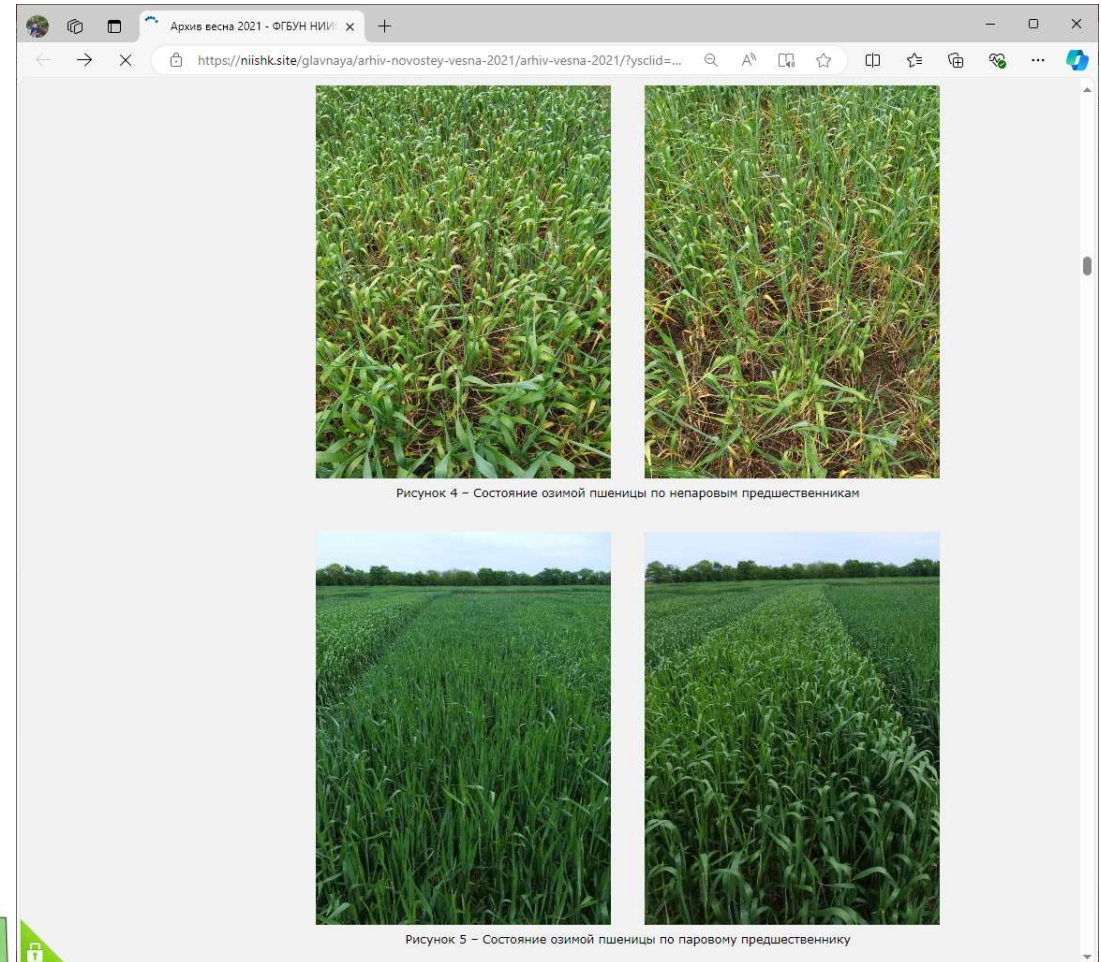 Архив весна 2021 - ФГБУН НИИ
https://niishk.site/glavnaya/arhiv-novostey-vesna-2021/arhiv-vesna-2021/?ysclid=...
Рисунок 4 – Состояние озимой пшеницы по непаровым предшественникам
Рисунок 5 – Состояние озимой пшеницы по паровому предшественнику